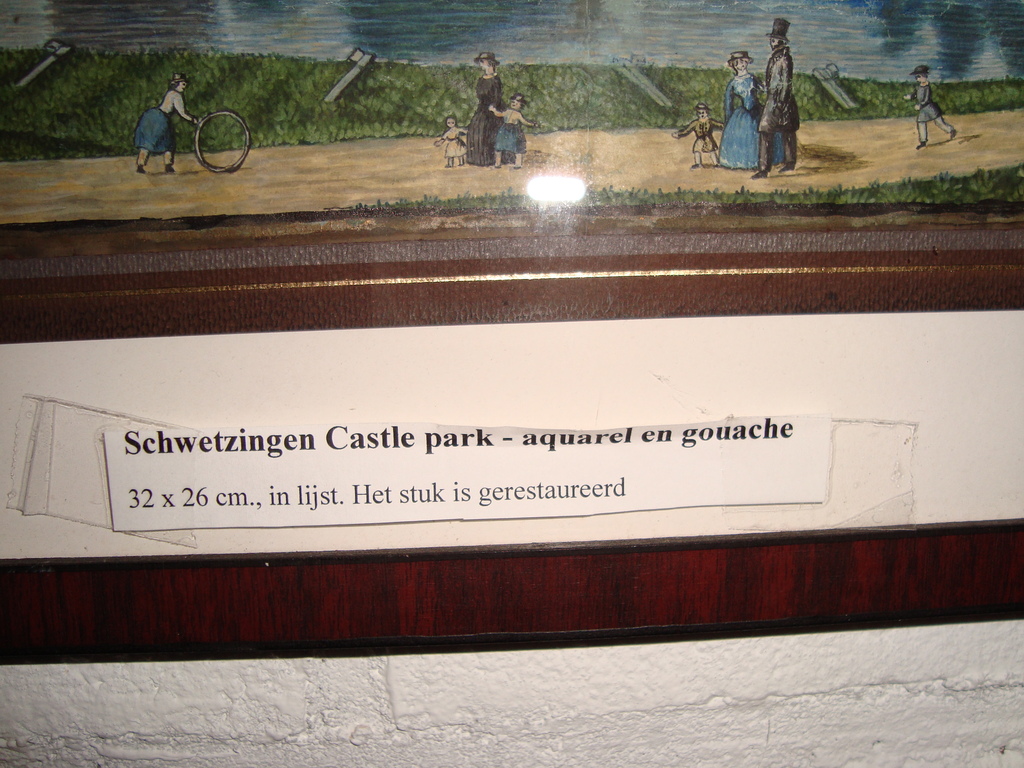 Schwetzingen Castle park - aquarel en gouache
32 x 26 cm., in lijst. Het stuk is gerestaureerd